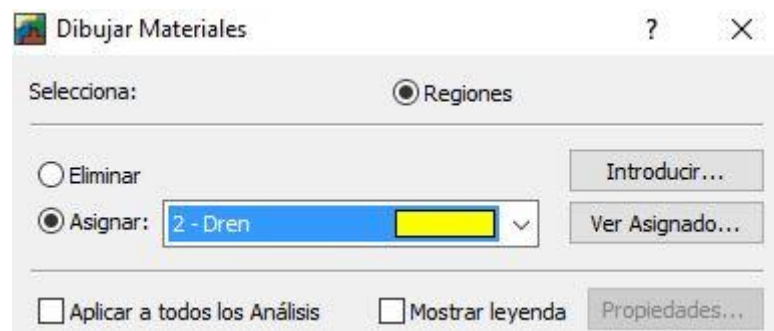 Dibujar Materiales ? X
Selecciona: Regiones
Eliminar Introducir...
Asignar: 2 - Dren Ver Asignado...
Aplicar a todos los Análisis Mostrar leyenda Propiedades...